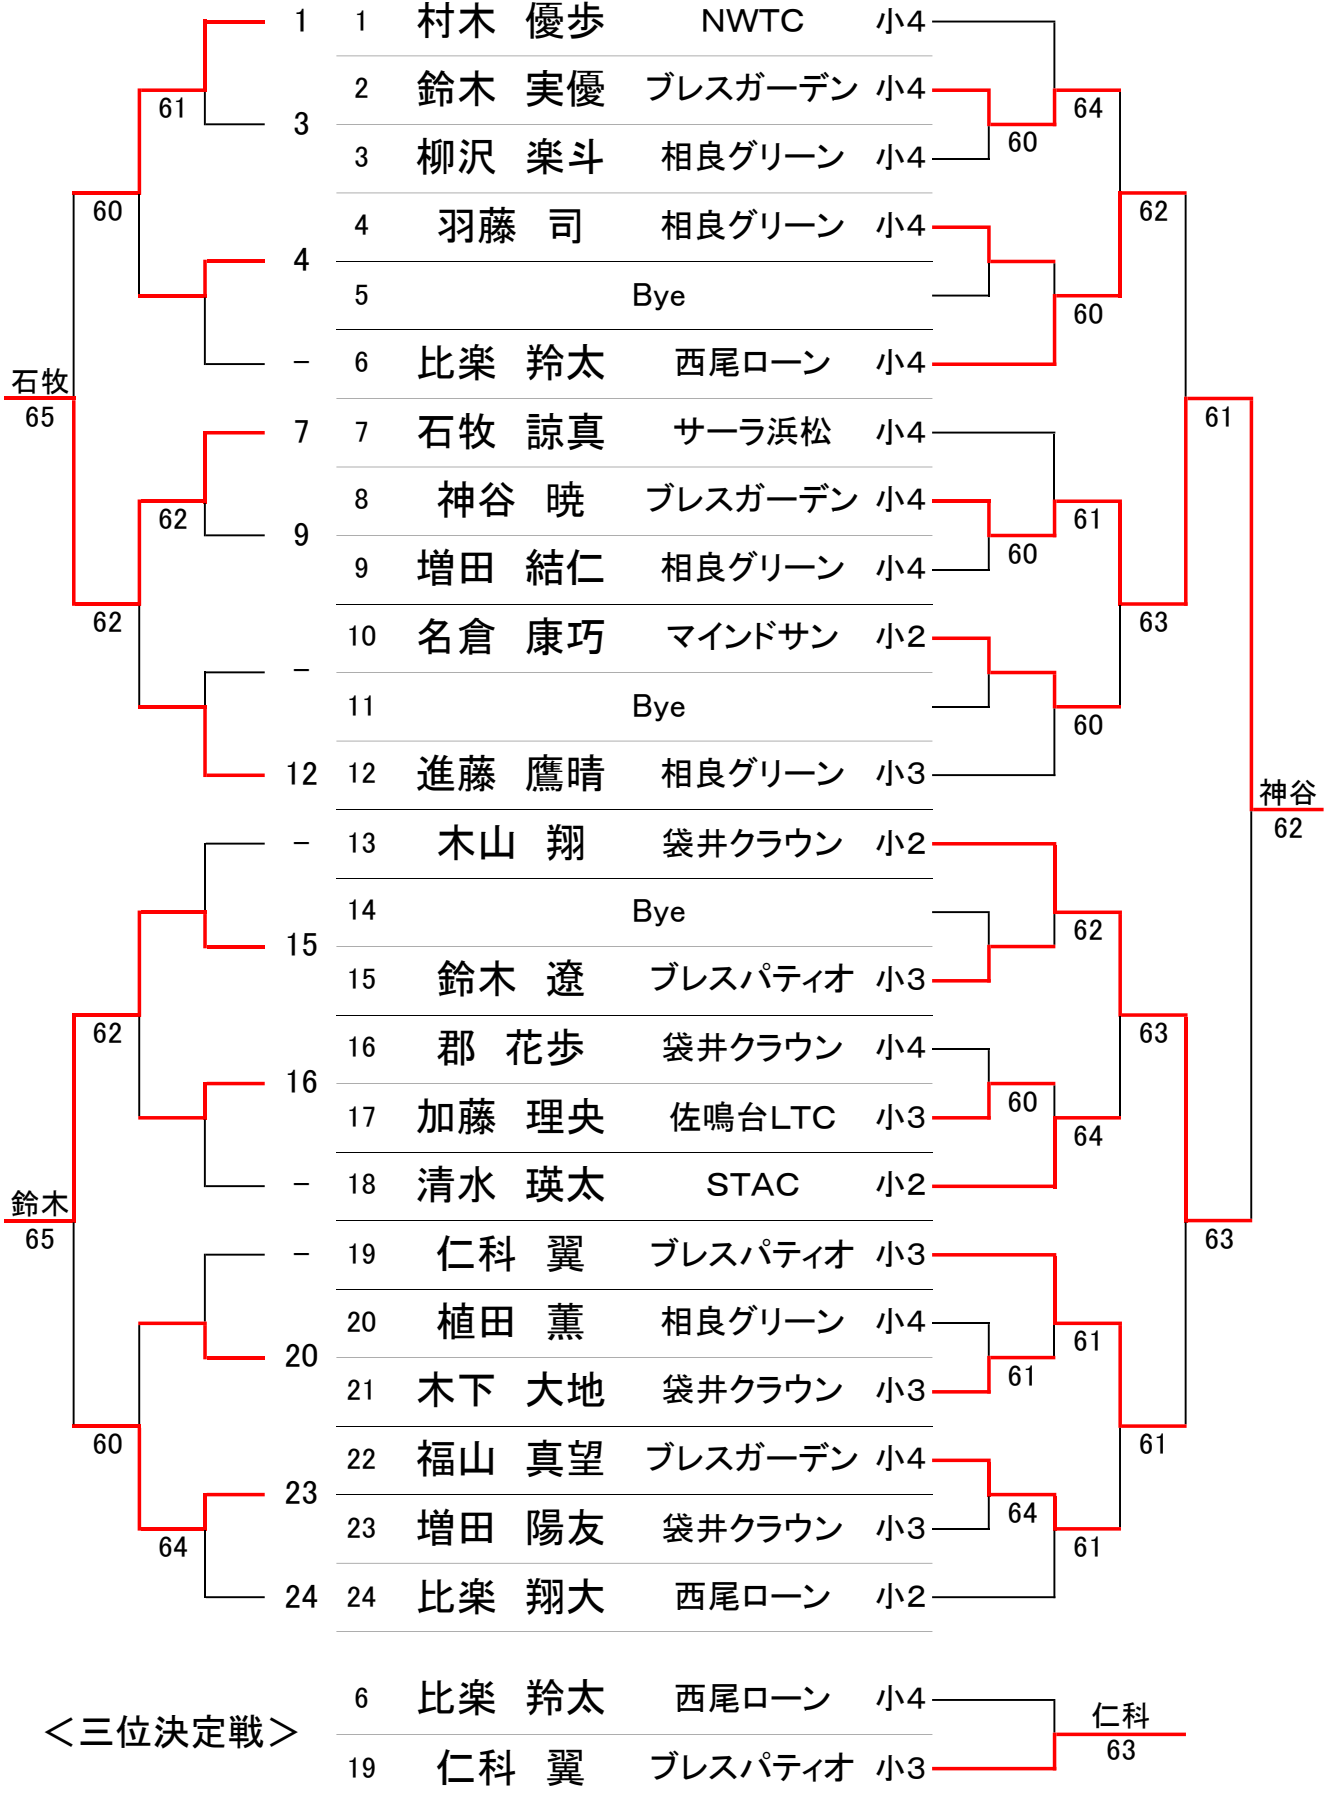 1 1 村木 優歩 NWTC 小4
2 鈴木 実優 ブレスガーデン 小4 64
61
3 60
3 柳沢 楽斗 相良グリーン 小4
60 62
4 羽藤 司 相良グリーン 小4
4
5 Bye
60
- 6 比楽 羚太 西尾ローン 小4
石牧
65 61
7 7 石牧 諒真 サーラ浜松 小4
8 神谷 暁 ブレスガーデン 小4
62 61
9 60
9 増田 結仁 相良グリーン 小4
62 63
10 名倉 康巧 マインドサン 小2
-
11 Bye
60
12 12 進藤 鷹晴 相良グリーン 小3
神谷
62
- 13 木山 翔 袋井クラウン 小2
14 Bye
62
15
15 鈴木 遼 ブレスパティオ 小3
62 63
16 郡 花歩 袋井クラウン 小4
16
60
17 加藤 理央 佐鳴台LTC 小3
64
- 18 清水 瑛太 STAC 小2
鈴木
65 63
- 19 仁科 翼 ブレスパティオ 小3
20 植田 薫 相良グリーン 小4
61
20
61
21 木下 大地 袋井クラウン 小3
60 61
22 福山 真望 ブレスガーデン 小4
23
64
23 増田 陽友 袋井クラウン 小3
64 61
24 24 比楽 翔大 西尾ローン 小2
6 比楽 羚太 西尾ローン 小4
＜三位決定戦＞
仁科
63
19 仁科 翼 ブレスパティオ 小3